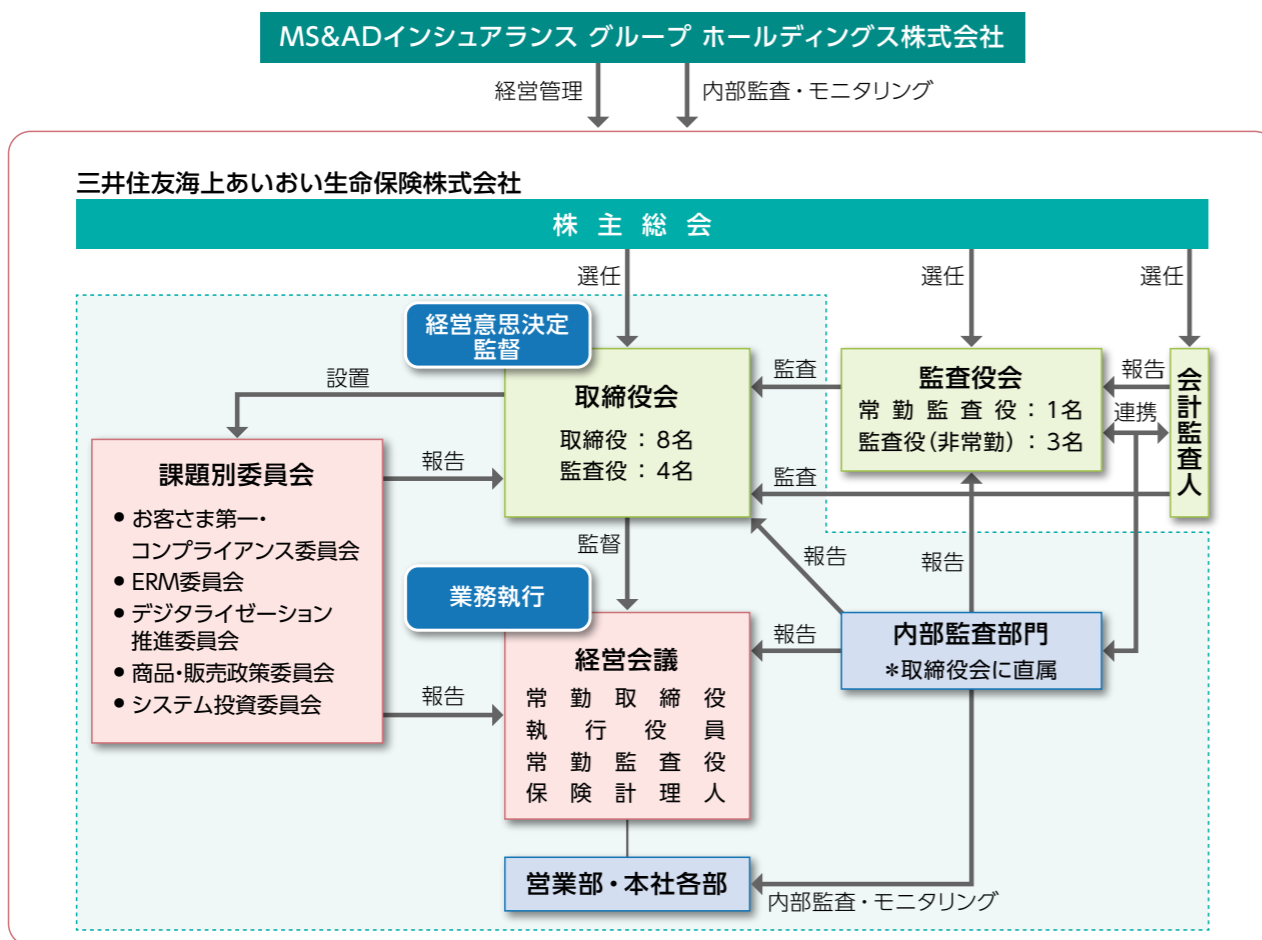 MS&ADインシュアランス グループ ホールディングス株式会社
経営管理
内部監査・モニタリング
三井住友海上あいおい生命保険株式会社
株主総会
選任
選任
選任
経営意思決定
監督
設置
取締役会
取締役：8名
監査役：4名
監査
監査役会
常勤監査役：1名
監査役(非常勤)：3名
報告
連携
会計監査人
課題別委員会
● お客さま第一・
コンプライアンス委員会
● ERM委員会
● デジタライゼーション
推進委員会
● 商品・販売政策委員会
● システム投資委員会
報告
監査
監督
報告
報告
業務執行
経営会議
常勤取締役
執行役員
常勤監査役
保険計理人
報告
報告
内部監査部門
＊取締役会に直属
営業部・本社各部
内部監査・モニタリング